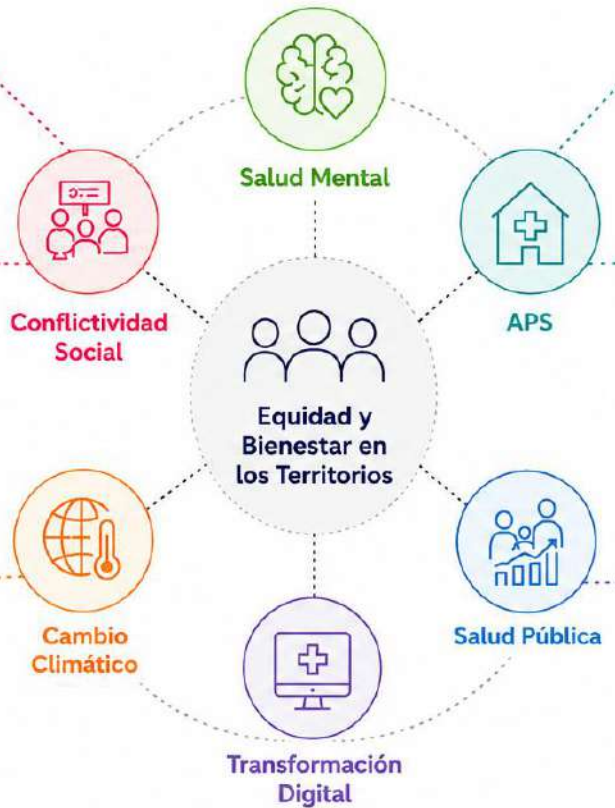 Salud Mental
Conflictividad
Social
APS
Equidad y
Bienestar en
los Territorios
Cambio
Climático
Salud Pública
Transformación
Digital